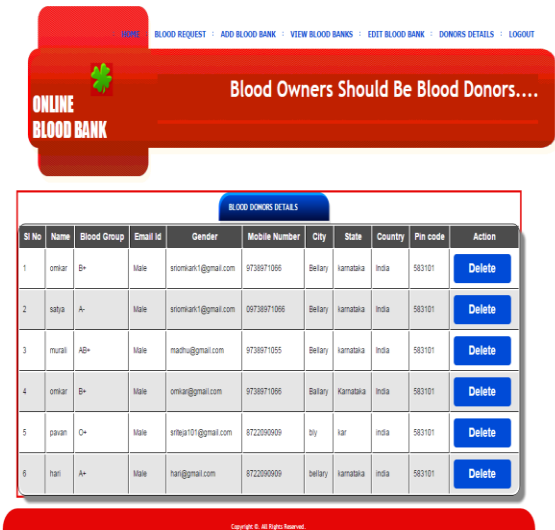 HOME : BLOOD REQUEST : ADD BLOOD BANK : VIEW BLOOD BANKS : EDIT BLOOD BANK : DONORS DETAILS : LOGOUT
Blood Owners Should Be Blood Donors....
ONLINE
BLOOD BANK
BLOOD DONORS DETAILS
Sl No Name Blood Group Email Id Gender Mobile Number City State Country Pin code Action
1 omkar B+ Male sriomkark1@gmail.com 9738971066 Bellary karnataka India 583101 Delete
2 satya A- Male sriomkark1@gmail.com 09738971066 Bellary karnataka India 583101 Delete
3 murali AB+ Male madhu@gmail.com 9738971055 Bellary karnataka India 583101 Delete
4 omkar B+ Male omkar@gmail.com 9738971066 Ballary Karnataka India 583101 Delete
5 pavan O+ Male sriteja101@gmail.com 8722090909 bly kar india 583101 Delete
6 hari A+ Male hari@gmail.com 8722090909 bellary karnataka india 583101 Delete
Copyright ©. All Rights Reserved.